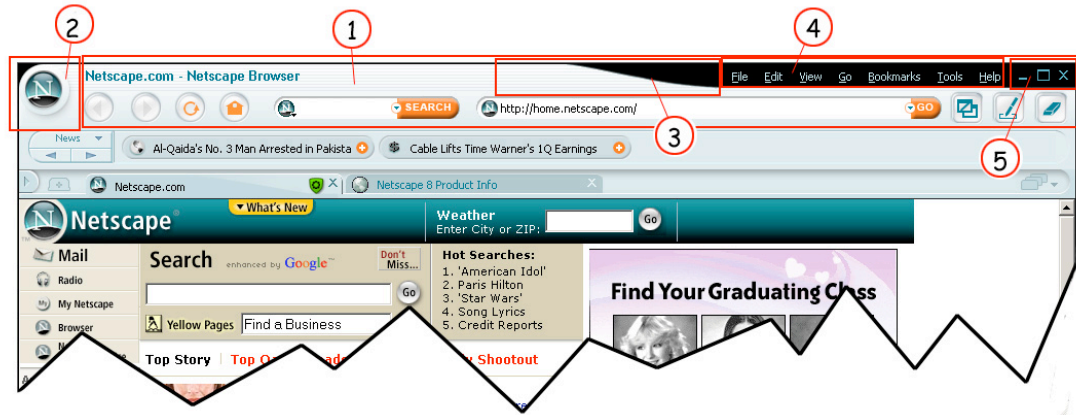 1
2
4
Netscape.com - Netscape Browser
File Edit View Go Bookmarks Tools Help
N
SEARCH
http://home.netscape.com/
GO
3
5
News
Al-Qaida's No. 3 Man Arrested in Pakista
Cable Lifts Time Warner's 1Q Earnings
Netscape.com
Netscape 8 Product Info
N Netscape
What's New
Weather
Enter City or ZIP:
Go
Mail
Radio
My Netscape
Browser
Search enhanced by Google™
Don't Miss...
Go
Yellow Pages Find a Business
Hot Searches:
1. 'American Idol'
2. Paris Hilton
3. 'Star Wars'
4. Song Lyrics
5. Credit Reports
Find Your Graduating Class
Top Story
Top
Shootout